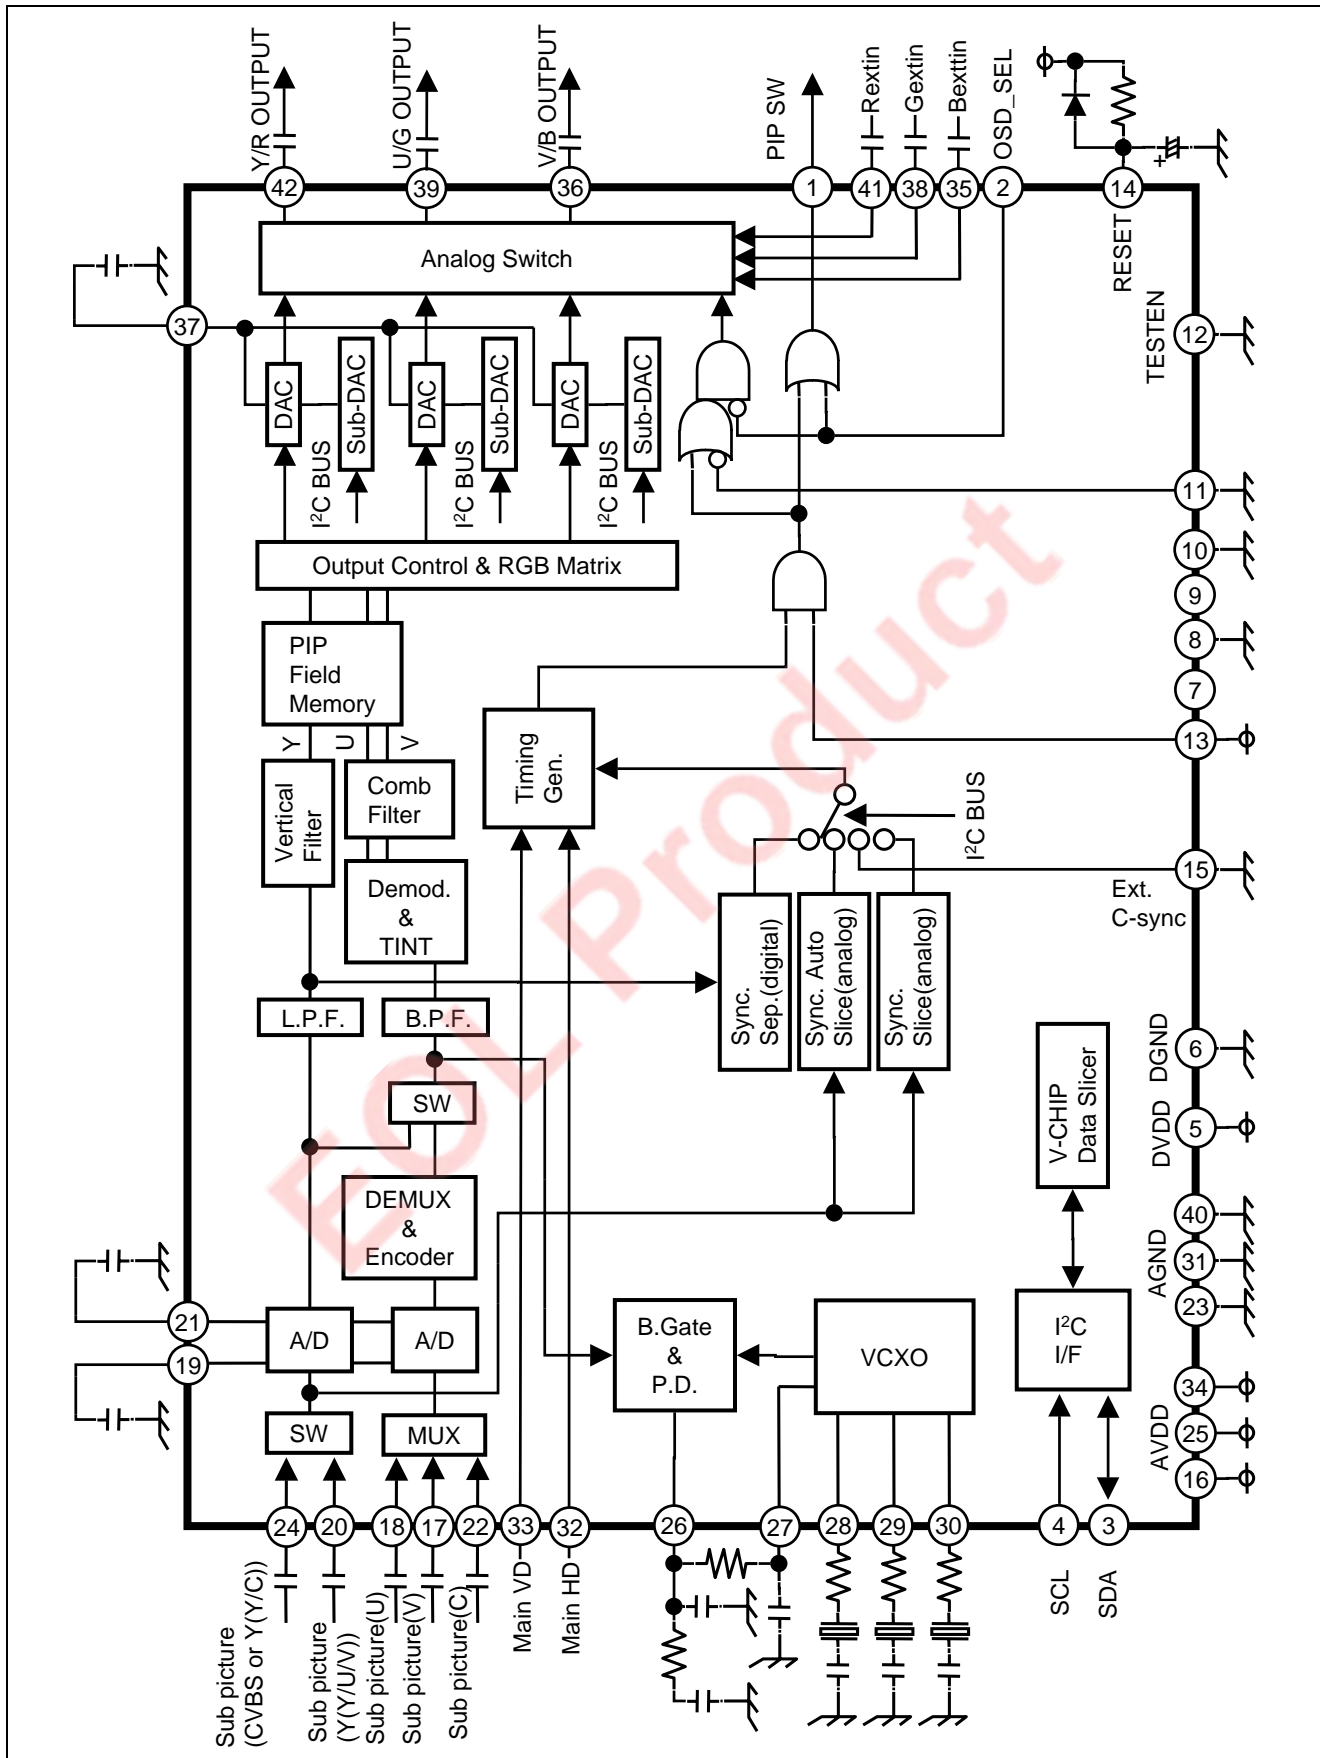 Y/R OUTPUT
U/G OUTPUT
V/B OUTPUT
PIP SW
Rextin
Gextin
Bexttin
OSD_SEL
+
42
39
36
1
41
38
35
2
14
RESET
Analog Switch
37
12
TESTEN
DAC
Sub-DAC
DAC
Sub-DAC
DAC
Sub-DAC
I²C BUS
I²C BUS
I²C BUS
11
Output Control & RGB Matrix
10
9
8
7
13
PIP
Field
Memory
Y
U
V
Vertical
Filter
Comb
Filter
Timing
Gen.
I²C BUS
Demod.
&
TINT
15
Ext.
C-sync
Sync.
Sep.(digital)
Sync. Auto
Slice(analog)
Sync.
Slice(analog)
L.P.F.
B.P.F.
SW
V-CHIP
Data Slicer
6
DGND
5
DVDD
DEMUX
&
Encoder
40
31
23
AGND
21
19
A/D
A/D
B.Gate
&
P.D.
VCXO
I²C
I/F
34
25
16
AVDD
SW
MUX
24
20
18
17
22
33
32
26
27
28
29
30
4
3
Sub picture
(CVBS or Y(Y/C))
Sub picture
(Y(Y/U/V))
Sub picture(U)
Sub picture(V)
Sub picture(C)
Main VD
Main HD
SCL
SDA
EOL Product